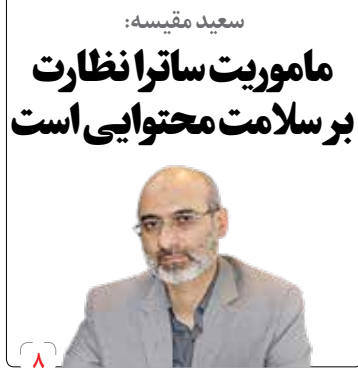 سعید مقیسه:
ماموریت ساترا نظارت
بر سلامت محتوایی است
۸